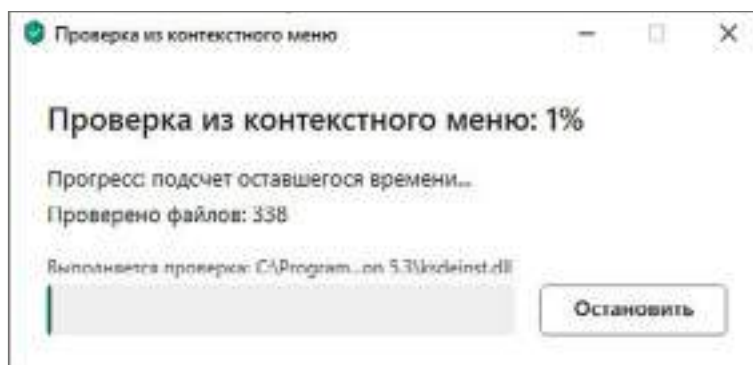 Проверка из контекстного меню
Проверка из контекстного меню: 1%
Прогресс: подсчет оставшегося времени...
Проверено файлов: 338
Выполняется проверка: C:\Program...on 5.3\ksdeinst.dll
Остановить